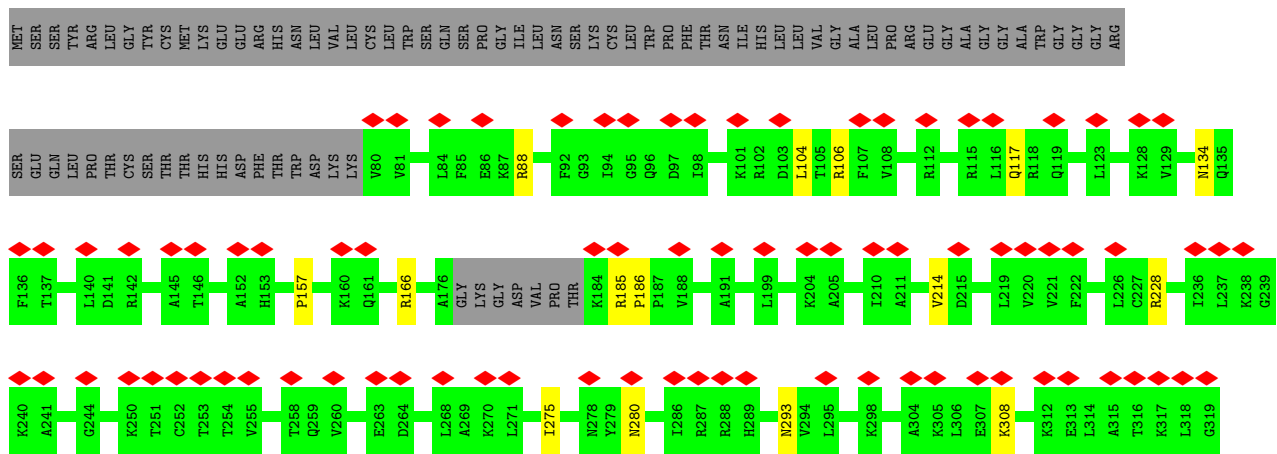 MET SER SER TYR ARG LEU GLY TYR CYS MET LYS GLU GLU ARG HIS ASN LEU VAL LEU CYS LEU TRP SER GLN SER PRO GLY ILE LEU ASN SER LYS CYS LEU TRP PRO PHE THR ASN ILE HIS LEU LEU VAL GLY ALA LEU PRO ARG GLU GLY ALA GLY GLY ALA TRP GLY GLY GLY ARG
SER GLU GLN LEU PRO THR CYS SER THR THR HIS HIS ASP PHE THR TRP ASP LYS LYS V80 V81 L84 F85 E86 K87 R88 F92 G93 I94 G95 Q96 D97 I98 K101 R102 D103 L104 T105 R106 F107 V108 R112 R115 L116 Q117 R118 Q119 L123 K128 V129 N134 Q135
F136 T137 L140 D141 R142 A145 T146 A152 H153 P157 K160 Q161 R166 A176 GLY LYS GLY ASP VAL PRO THR K184 R185 P186 P187 V188 A191 L199 K204 A205 I210 A211 V214 D215 L219 V220 V221 F222 L226 C227 R228 I236 L237 K238 G239
K240 A241 G244 K250 T251 C252 T253 T254 V255 T258 Q259 V260 E263 D264 L268 A269 K270 L271 I275 N278 Y279 N280 I286 R287 R288 H289 N293 V294 L295 K298 A304 K305 L306 E307 K308 K312 E313 L314 A315 T316 K317 L318 G319